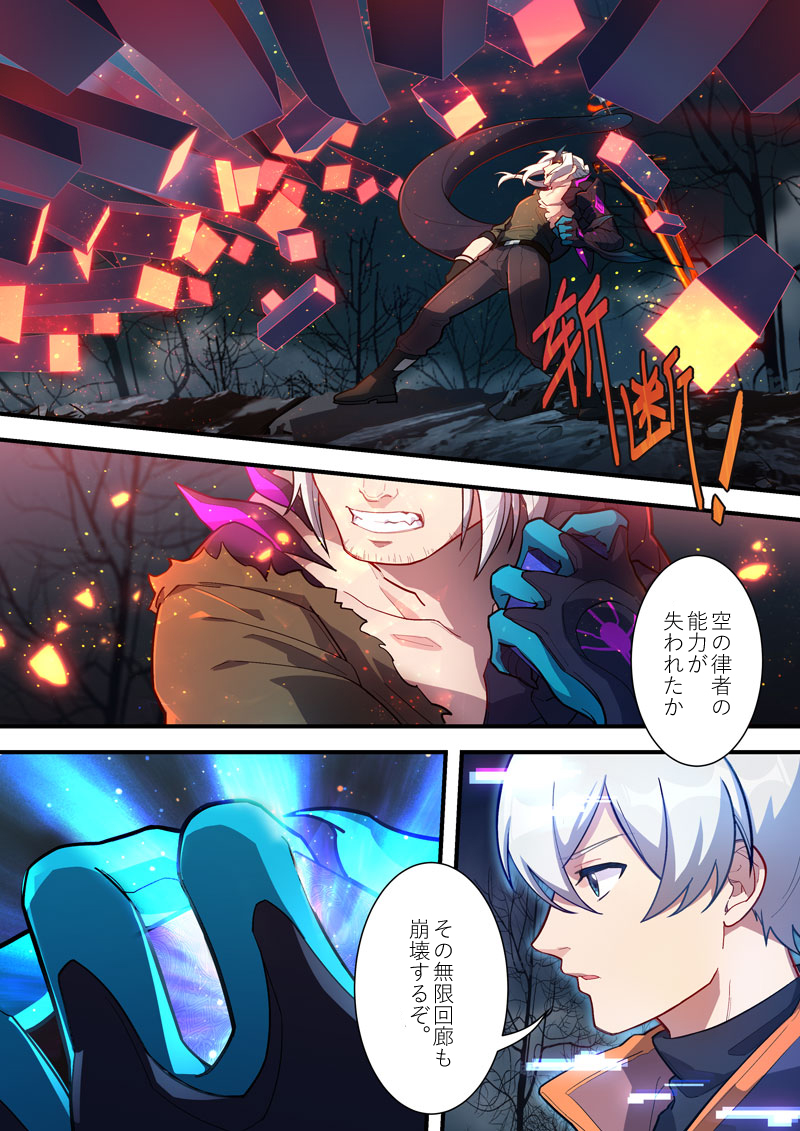 斬断！
空の律者の
能力が
失われたか
その無限回廊も
崩壊するぞ。